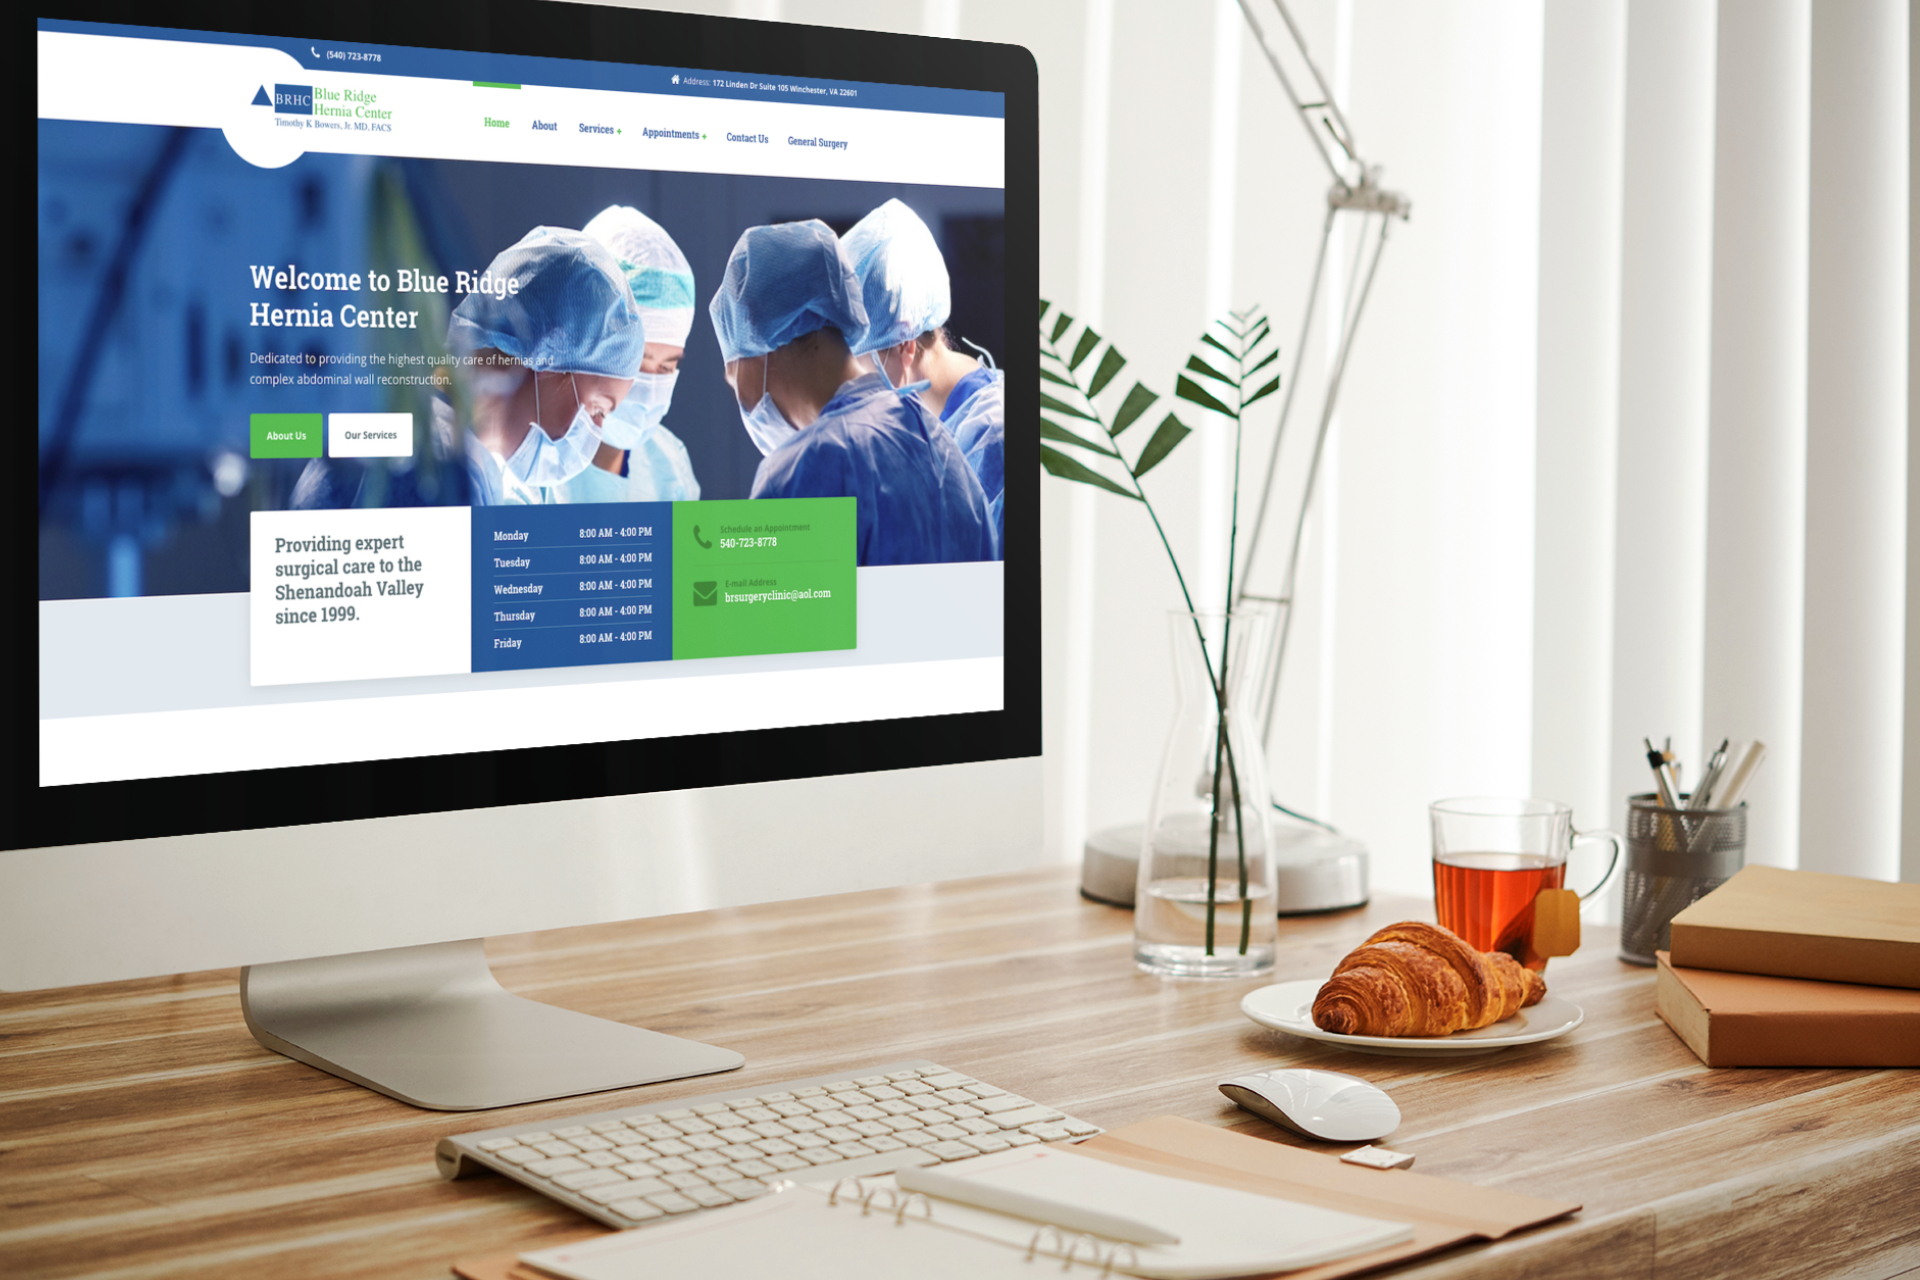 (540) 723-8778
Address: 172 Linden Dr Suite 105 Winchester, VA 22601
BRHC
Blue Ridge
Hernia Center
Timothy K Bowers, Jr. MD, FACS
Home
About
Services +
Appointments +
Contact Us
General Surgery
Welcome to Blue Ridge
Hernia Center
Dedicated to providing the highest quality care of hernias and
complex abdominal wall reconstruction.
About Us
Our Services
Providing expert
surgical care to the
Shenandoah Valley
since 1999.
Monday 8:00 AM - 4:00 PM
Tuesday 8:00 AM - 4:00 PM
Wednesday 8:00 AM - 4:00 PM
Thursday 8:00 AM - 4:00 PM
Friday 8:00 AM - 4:00 PM
Schedule an Appointment
540-723-8778
E-mail Address
brsurgeryclinic@aol.com